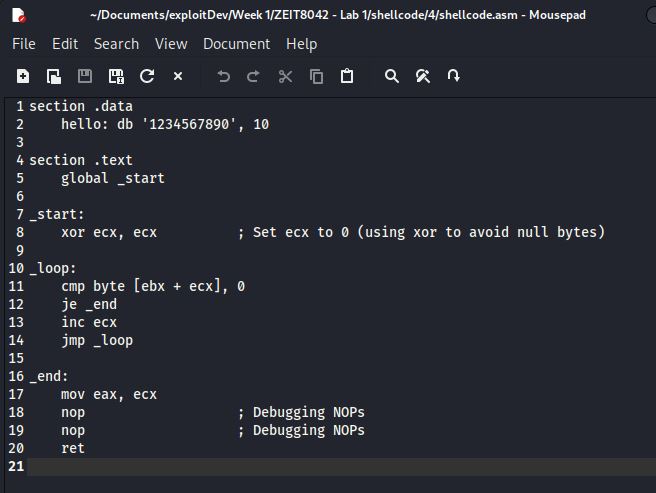 ~/Documents/exploitDev/Week 1/ZEIT8042 - Lab 1/shellcode/4/shellcode.asm - Mousepad
File Edit Search View Document Help
1 section .data
2     hello: db '1234567890', 10
3
4 section .text
5     global _start
6
7 _start:
8     xor ecx, ecx          ; Set ecx to 0 (using xor to avoid null bytes)
9
10 _loop:
11     cmp byte [ebx + ecx], 0
12     je _end
13     inc ecx
14     jmp _loop
15
16 _end:
17     mov eax, ecx
18     nop                   ; Debugging NOPs
19     nop                   ; Debugging NOPs
20     ret
21